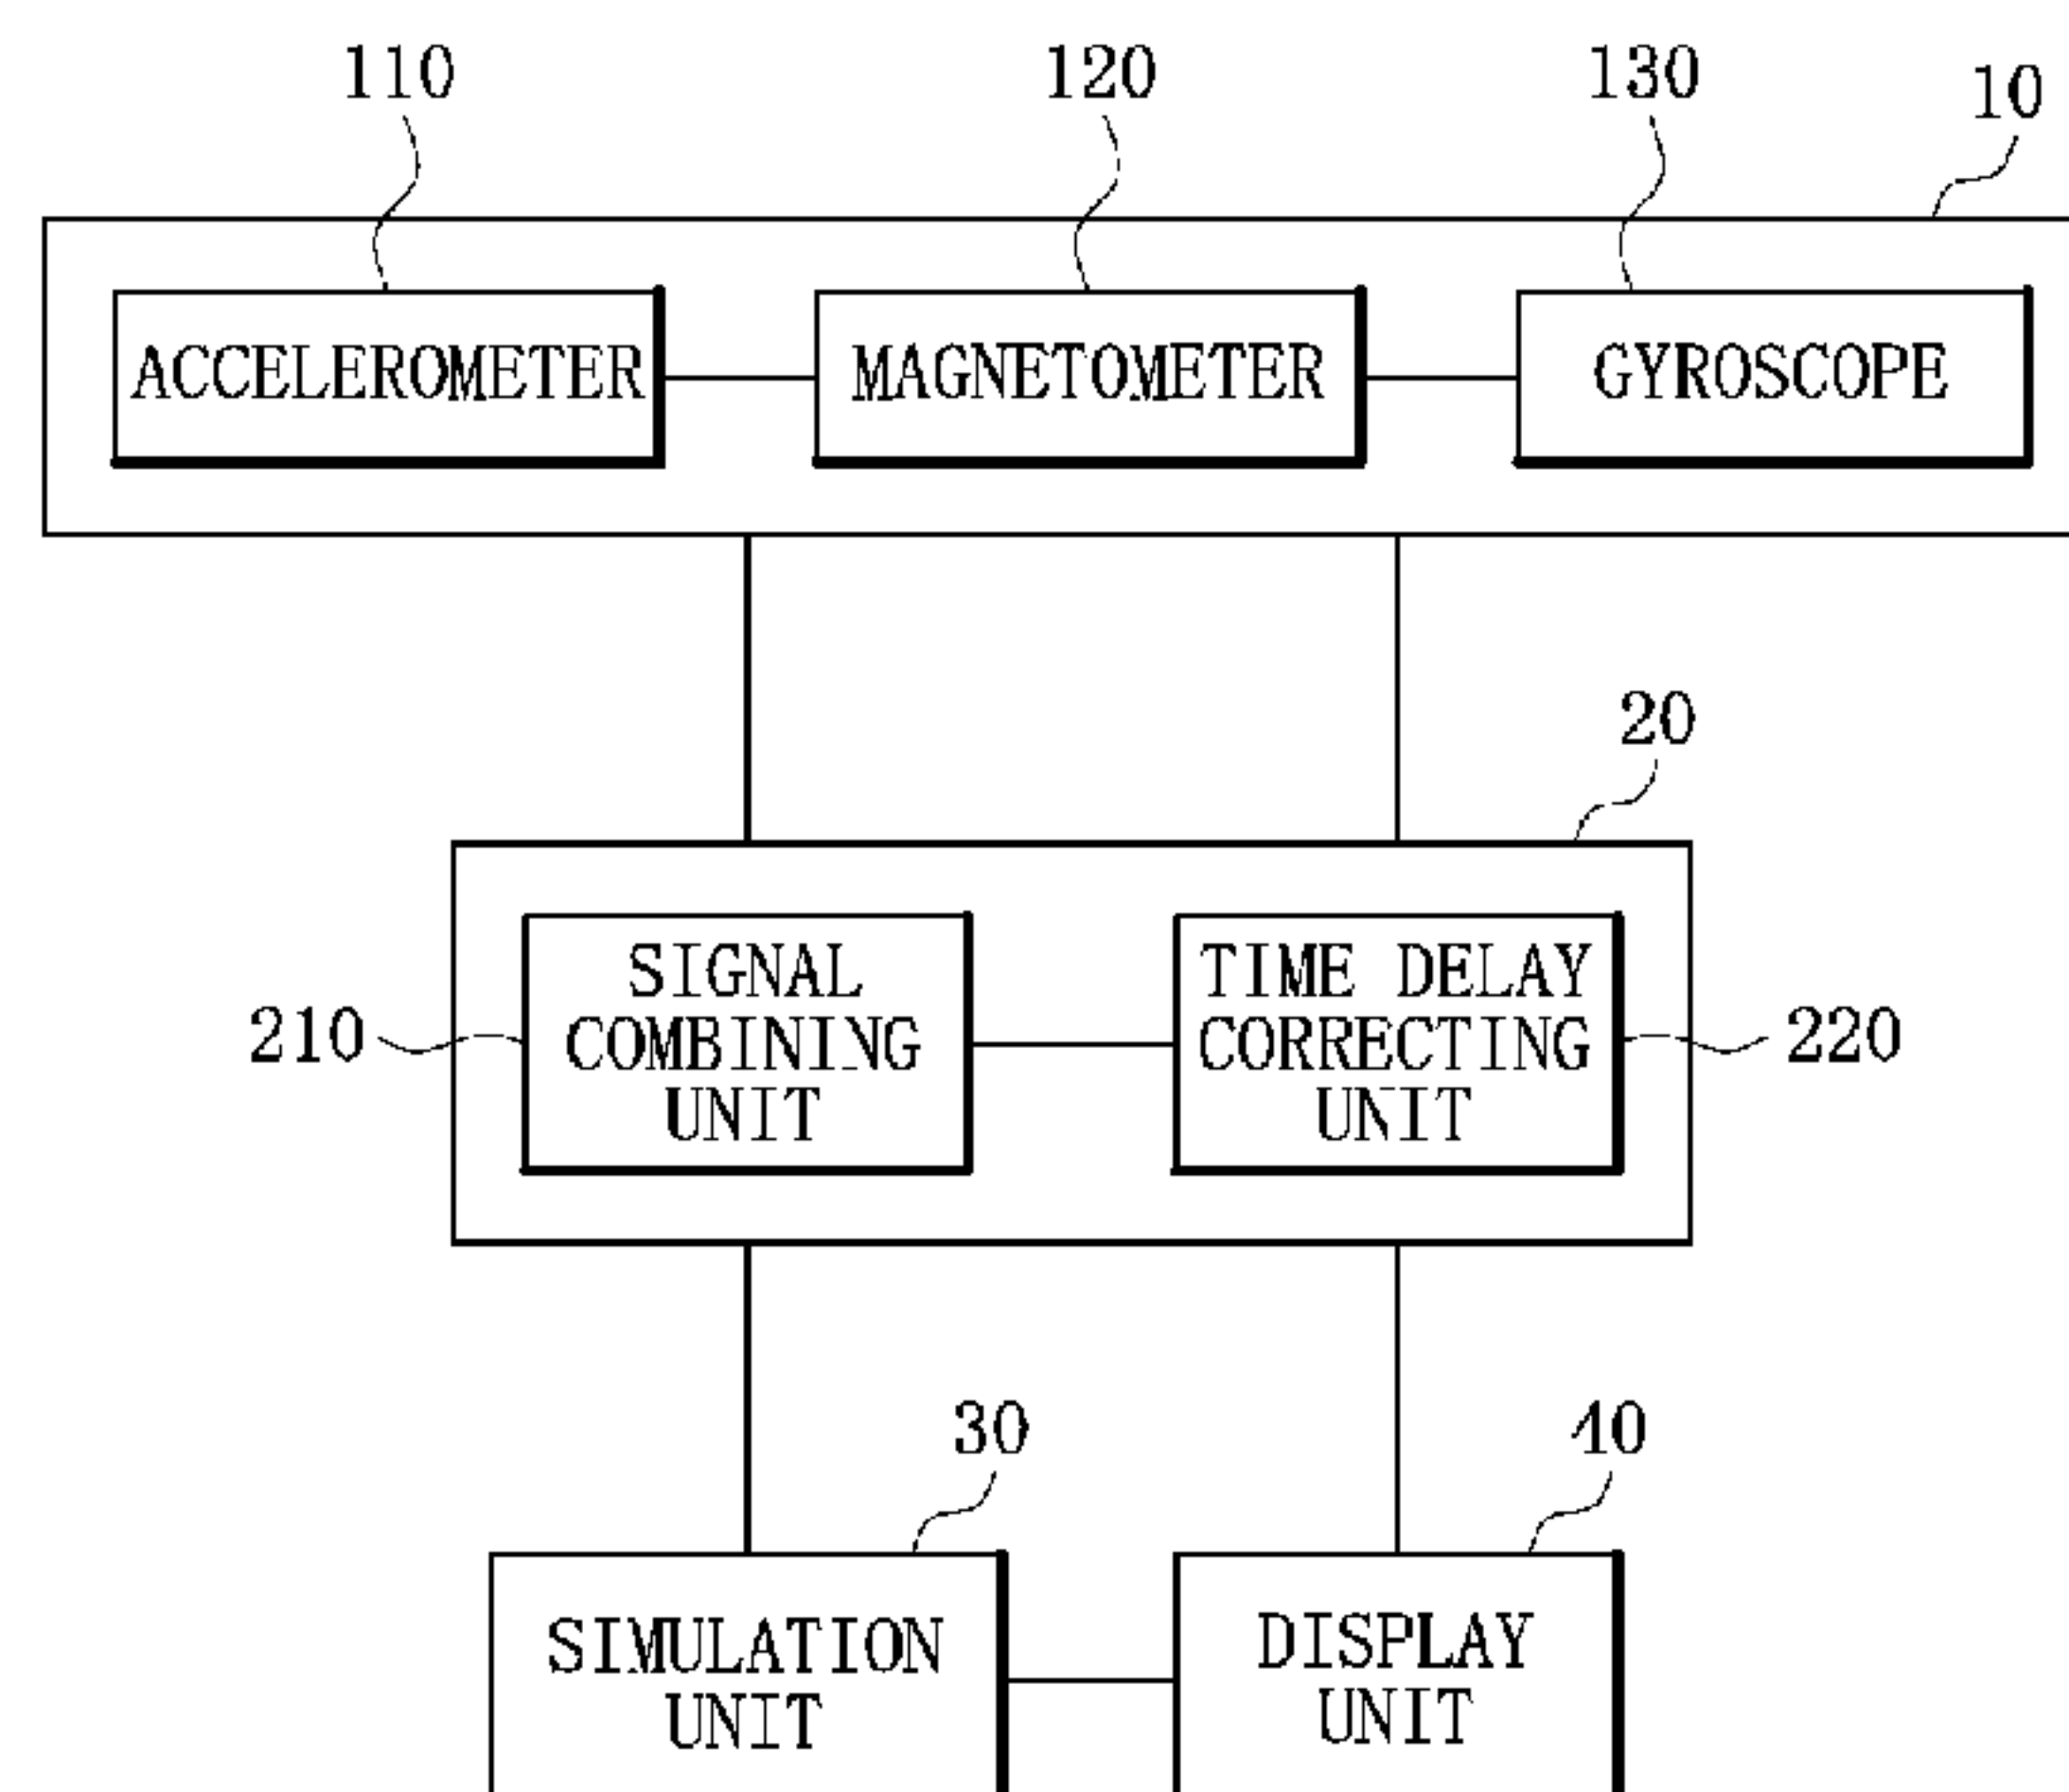 110 120 130 10
ACCELEROMETER MAGNETOMETER GYROSCOPE
20
SIGNAL
COMBINING
UNIT
TIME DELAY
CORRECTING
UNIT
210
220
30
40
SIMULATION
UNIT
DISPLAY
UNIT